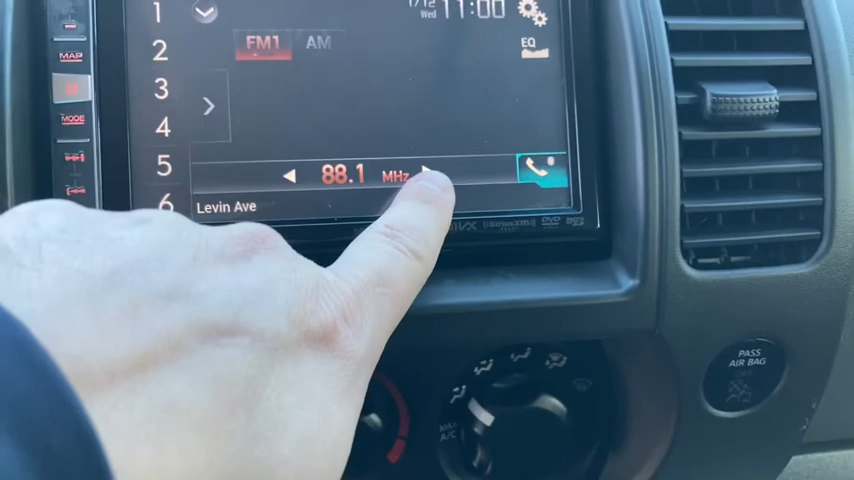 1
1/12
Wed 11:00
2
FM1 AM
EQ
MAP
3
MODE
4
5
88.1 MHz
6
Levin Ave
PASS
AIR BAG
MAX
A/C